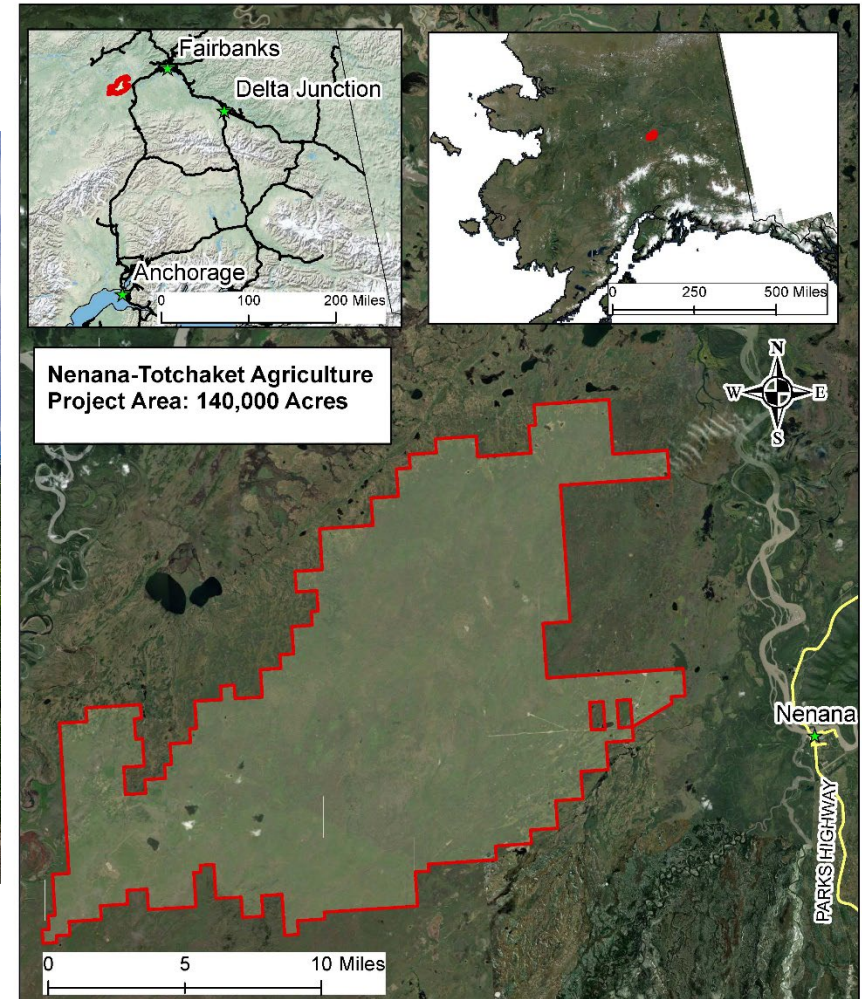 Fairbanks
Delta Junction
Anchorage
0 100 200 Miles
0 250 500 Miles
Nenana-Totchaket Agriculture
Project Area: 140,000 Acres
N
W E
S
Nenana
PARKS HIGHWAY
0 5 10 Miles